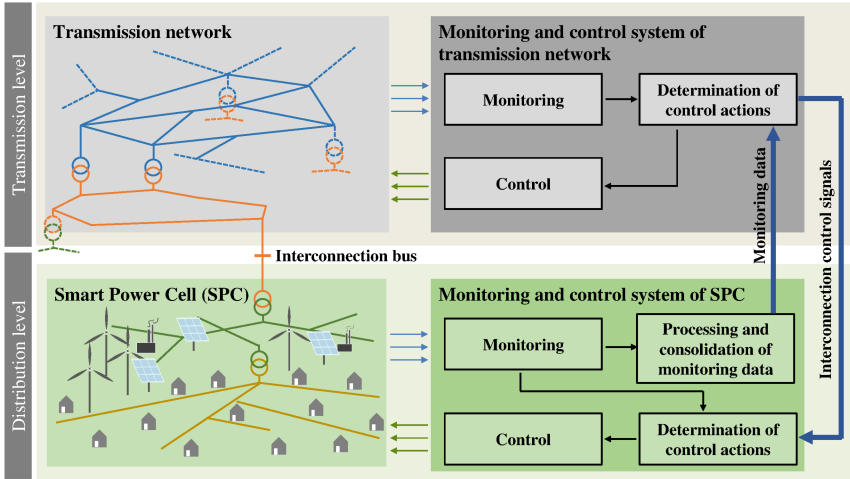 Transmission level
Transmission network
Monitoring and control system of
transmission network
Monitoring
Determination of
control actions
Control
Monitoring data
Interconnection control signals
Interconnection bus
Distribution level
Smart Power Cell (SPC)
Monitoring and control system of SPC
Monitoring
Processing and
consolidation of
monitoring data
Control
Determination of
control actions